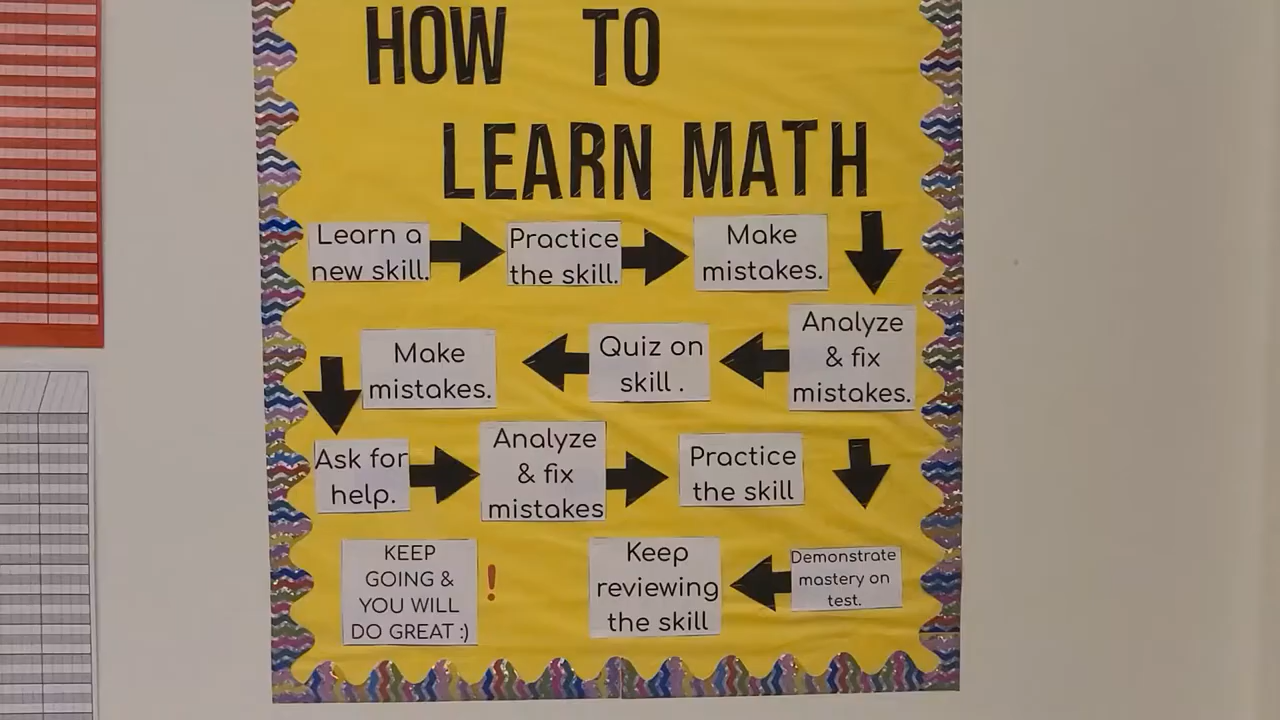 HOW TO
LEARN MATH
Learn a
new skill.
Practice
the skill.
Make
mistakes.
Analyze
& fix
mistakes.
Quiz on
skill .
Make
mistakes.
Ask for
help.
Analyze
& fix
mistakes
Practice
the skill
Demonstrate
mastery on
test.
Keep
reviewing
the skill
KEEP
GOING &
YOU WILL
DO GREAT :)
!